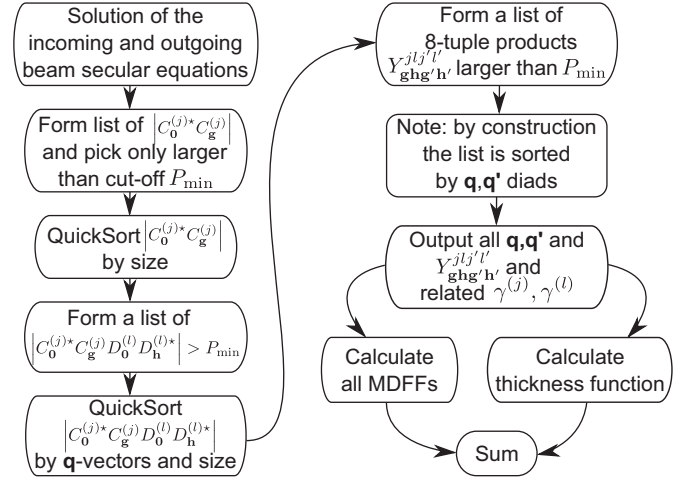 Solution of the
incoming and outgoing
beam secular equations
Form list of |C_0^{(j)⋆} C_g^{(j)}|
and pick only larger
than cut-off P_min
QuickSort |C_0^{(j)⋆} C_g^{(j)}|
by size
Form a list of
|C_0^{(j)⋆} C_g^{(j)} D_0^{(l)} D_h^{(l)⋆}| > P_min
QuickSort
|C_0^{(j)⋆} C_g^{(j)} D_0^{(l)} D_h^{(l)⋆}|
by q-vectors and size
Form a list of
8-tuple products
Y_{ghg'h'}^{jlj'l'} larger than P_min
Note: by construction
the list is sorted
by q,q' diads
Output all q,q' and
Y_{ghg'h'}^{jlj'l'} and
related γ^{(j)}, γ^{(l)}
Calculate
all MDFFs
Calculate
thickness function
Sum